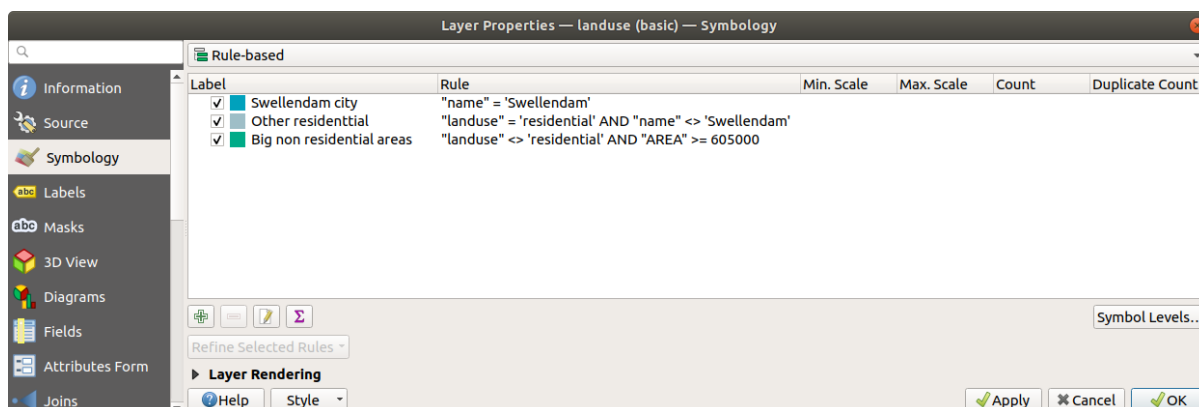 Layer Properties — landuse (basic) — Symbology
Rule-based
Information
Source
Symbology
abc Labels
abc Masks
3D View
Diagrams
Fields
Attributes Form
Joins
Label Rule Min. Scale Max. Scale Count Duplicate Count
Swellendam city "name" = 'Swellendam'
Other residenttial "landuse" = 'residential' AND "name" <> 'Swellendam'
Big non residential areas "landuse" <> 'residential' AND "AREA" >= 605000
Σ
Symbol Levels…
Refine Selected Rules
Layer Rendering
Help Style Apply Cancel OK